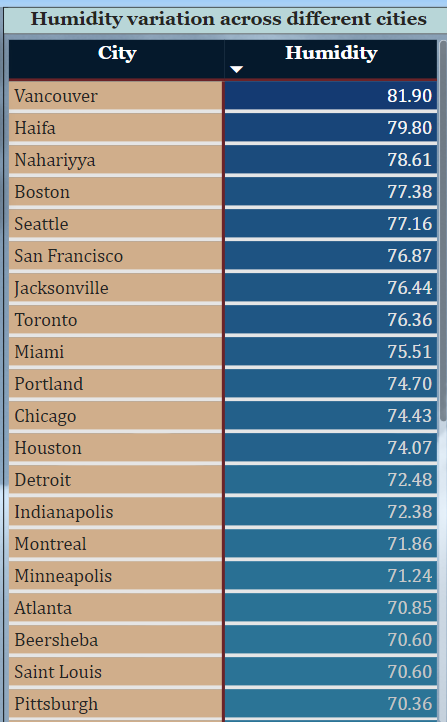 Humidity variation across different cities
City Humidity
Vancouver 81.90
Haifa 79.80
Nahariyya 78.61
Boston 77.38
Seattle 77.16
San Francisco 76.87
Jacksonville 76.44
Toronto 76.36
Miami 75.51
Portland 74.70
Chicago 74.43
Houston 74.07
Detroit 72.48
Indianapolis 72.38
Montreal 71.86
Minneapolis 71.24
Atlanta 70.85
Beersheba 70.60
Saint Louis 70.60
Pittsburgh 70.36